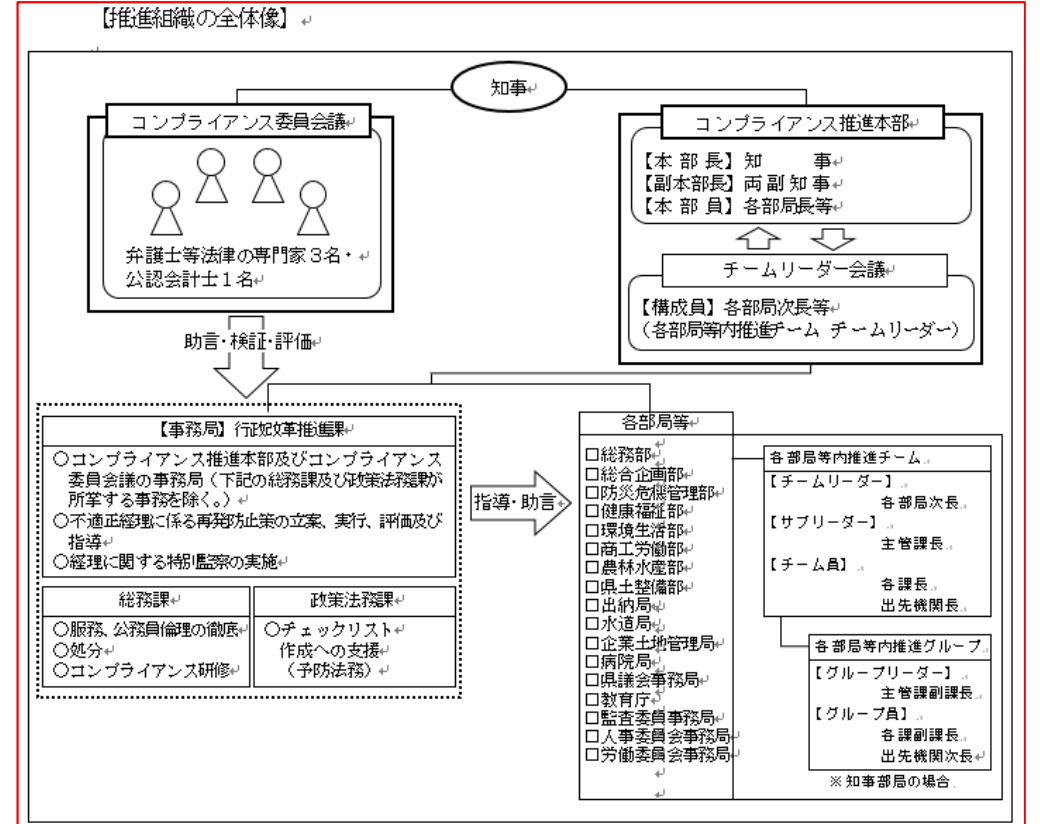 【推進組織の全体像】
知事
コンプライアンス委員会議
弁護士等法律の専門家３名・
公認会計士１名
コンプライアンス推進本部
【本 部 長】知　　　事
【副本部長】両副知事
【本 部 員】各部局長等
チームリーダー会議
【構成員】各部局次長等
（各部局等内推進チーム チームリーダー）
助言・検証・評価
【事務局】行政改革推進課
○コンプライアンス推進本部及びコンプライアンス
委員会議の事務局（下記の総務課及び政策法務課が
所掌する事務を除く。）
○不適正経理に係る再発防止策の立案、実行、評価及び
指導
○経理に関する特別監察の実施
総務課
○服務、公務員倫理の徹底
○処分
○コンプライアンス研修
政策法務課
○チェックリスト
作成への支援
（予防法務）
指導・助言
各部局等
□総務部
□総合企画部
□防災危機管理部
□健康福祉部
□環境生活部
□商工労働部
□農林水産部
□県土整備部
□出納局
□水道局
□企業土地管理局
□病院局
□県議会事務局
□教育庁
□監査委員事務局
□人事委員会事務局
□労働委員会事務局
各部局等内推進チーム
【チームリーダー】
各部局次長
【サブリーダー】
主管課長
【チーム員】
各課長
出先機関長
各部局等内推進グループ
【グループリーダー】
主管課副課長
【グループ員】
各課副課長
出先機関次長
※知事部局の場合